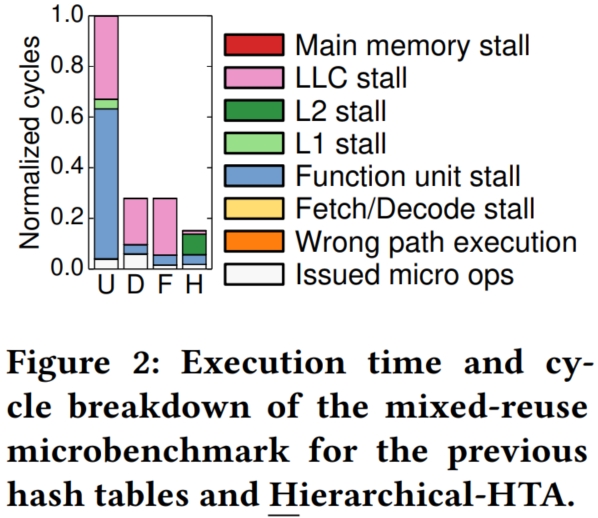 1.0
0.8
0.6
0.4
0.2
0.0
Normalized cycles
U D F H
Main memory stall
LLC stall
L2 stall
L1 stall
Function unit stall
Fetch/Decode stall
Wrong path execution
Issued micro ops
Figure 2: Execution time and cy-
cle breakdown of the mixed-reuse
microbenchmark for the previous
hash tables and Hierarchical-HTA.